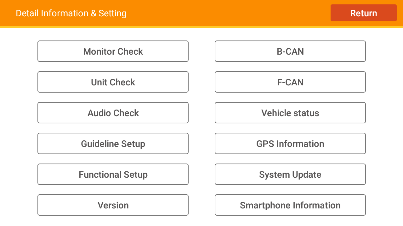 Detail Information & Setting
Return
Monitor Check
B-CAN
Unit Check
F-CAN
Audio Check
Vehicle status
Guideline Setup
GPS Information
Functional Setup
System Update
Version
Smartphone Information